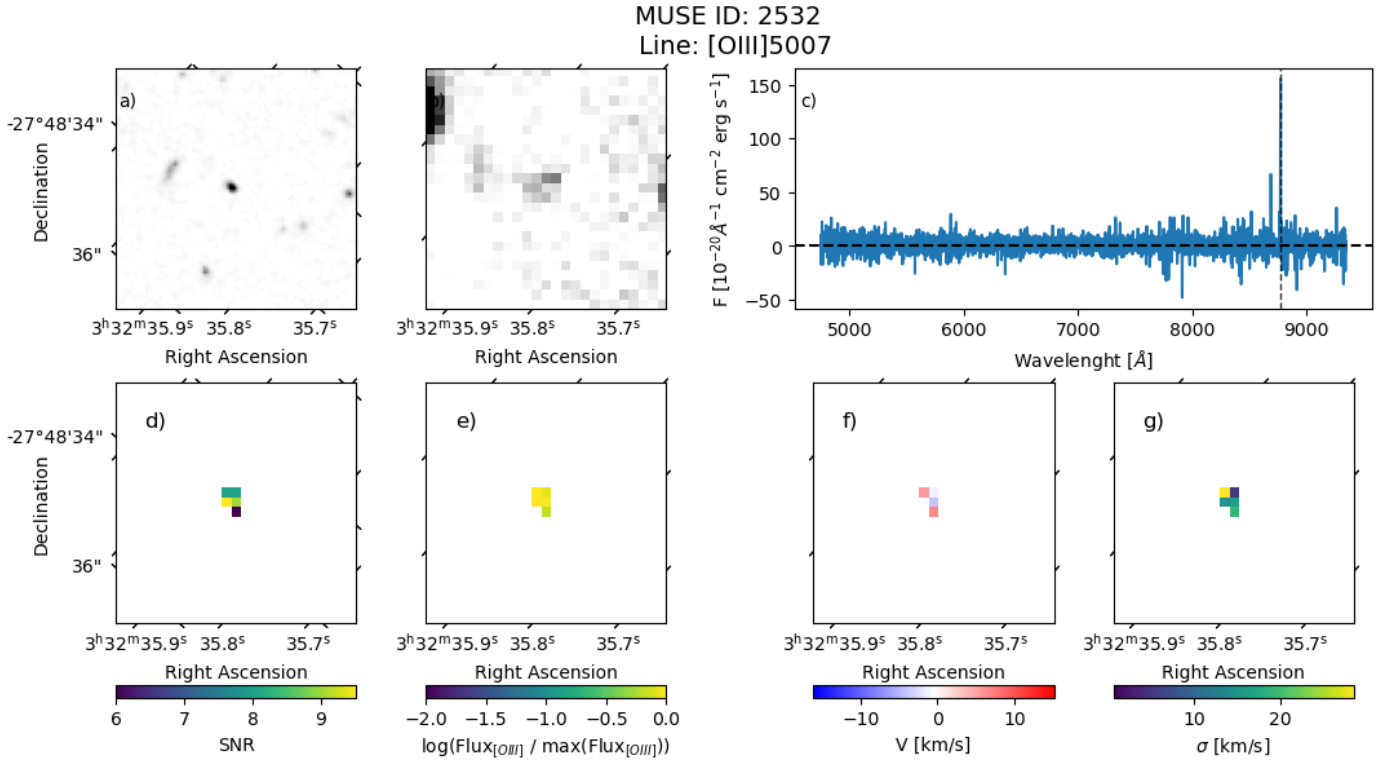 MUSE ID: 2532
Line: [OIII]5007
a)
b)
c)
-27°48'34"
36"
Declination
3ʰ32ᵐ35.9ˢ 35.8ˢ 35.7ˢ
Right Ascension
3ʰ32ᵐ35.9ˢ 35.8ˢ 35.7ˢ
Right Ascension
F [10⁻²⁰Å⁻¹ cm⁻² erg s⁻¹]
150
100
50
0
−50
5000 6000 7000 8000 9000
Wavelenght [Å]
d)
e)
f)
g)
-27°48'34"
36"
Declination
3ʰ32ᵐ35.9ˢ 35.8ˢ 35.7ˢ
Right Ascension
3ʰ32ᵐ35.9ˢ 35.8ˢ 35.7ˢ
Right Ascension
3ʰ32ᵐ35.9ˢ 35.8ˢ 35.7ˢ
Right Ascension
3ʰ32ᵐ35.9ˢ 35.8ˢ 35.7ˢ
Right Ascension
6 7 8 9
SNR
−2.0 −1.5 −1.0 −0.5 0.0
log(Flux[OIII] / max(Flux[OIII]))
−10 0 10
V [km/s]
10 20
σ [km/s]